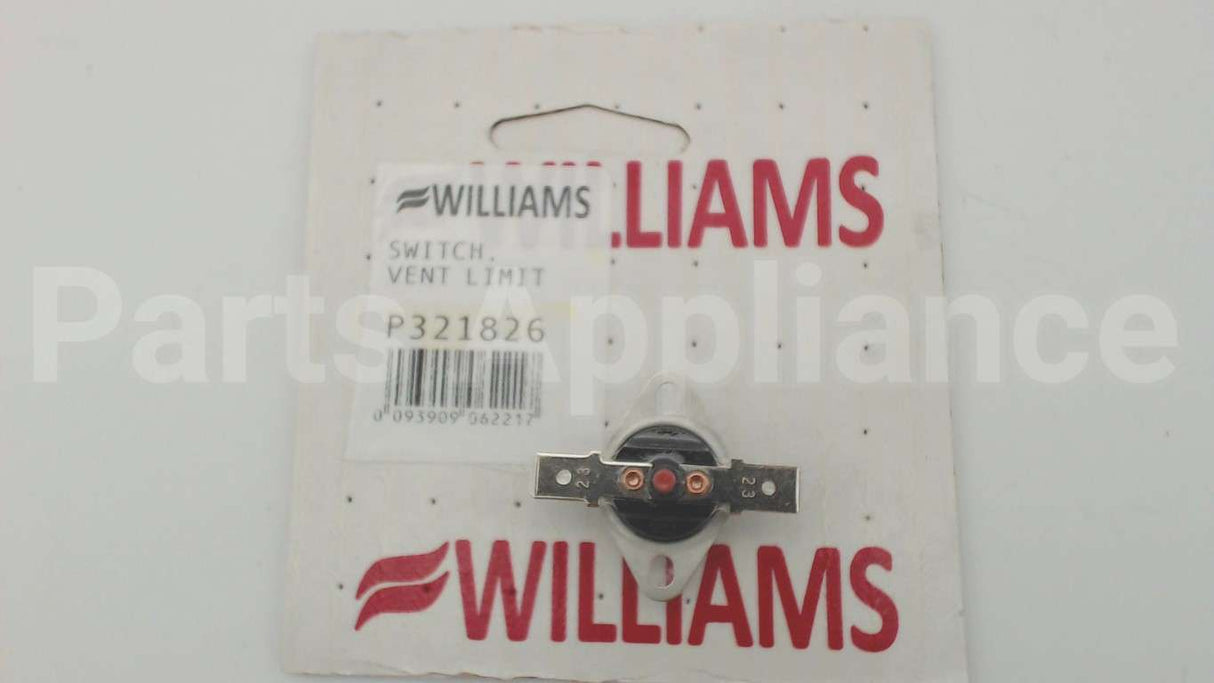 WILLIAMS
WILLIAMS
SWITCH,
VENT LIMIT
P321826
0 093909 062217
Parts Appliance
23
23
WILLIAMS